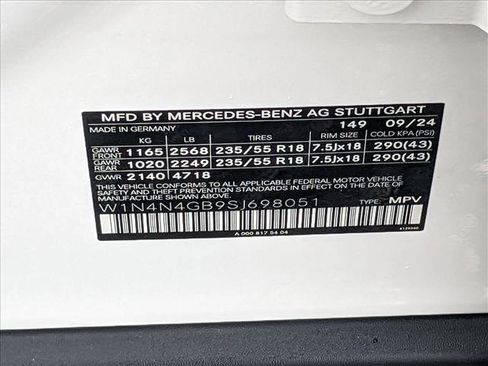 MFD BY MERCEDES-BENZ AG STUTTGART
MADE IN GERMANY 149 09/24
KG LB TIRES RIM SIZE COLD KPA (PSI)
GAWR FRONT 1165 2568 235/55 R18 7.5Jx18 290(43)
GAWR REAR 1020 2249 235/55 R18 7.5Jx18 290(43)
GVWR 2140 4718
THIS VEHICLE CONFORMS TO ALL APPLICABLE U.S. FEDERAL MOTOR VEHICLE
SAFETY AND THEFT PREVENTION STANDARDS IN EFFECT ON THE DATE OF
MANUFACTURE SHOWN ABOVE.
W1N4N4GB9SJ698051 TYPE: MPV
A 000 817 54 04